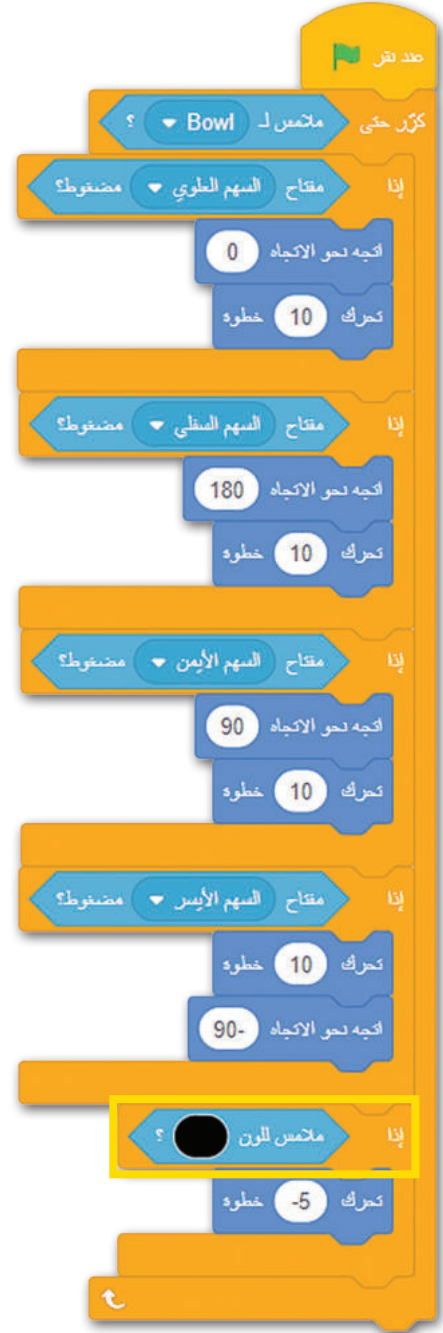 عند نقر
كرّر حتى ملامس لـ Bowl ؟
إذا مفتاح السهم العلوي مضغوط؟
اتجه نحو الاتجاه 0
تحرك 10 خطوة
إذا مفتاح السهم السفلي مضغوط؟
اتجه نحو الاتجاه 180
تحرك 10 خطوة
إذا مفتاح السهم الأيمن مضغوط؟
اتجه نحو الاتجاه 90
تحرك 10 خطوة
إذا مفتاح السهم الأيسر مضغوط؟
تحرك 10 خطوة
اتجه نحو الاتجاه -90
إذا ملامس للون ؟
تحرك -5 خطوة